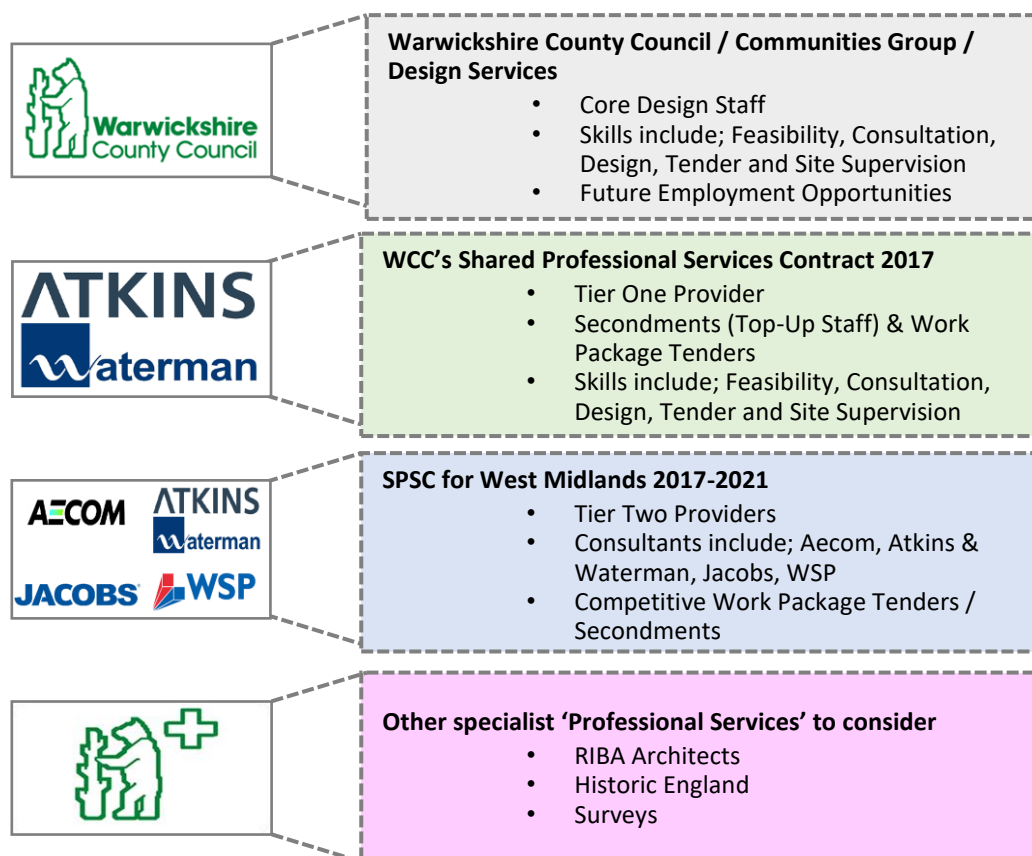 Warwickshire
County Council
Warwickshire County Council / Communities Group /
Design Services
• Core Design Staff
• Skills include; Feasibility, Consultation,
Design, Tender and Site Supervision
• Future Employment Opportunities
ATKINS
Waterman
WCC’s Shared Professional Services Contract 2017
• Tier One Provider
• Secondments (Top-Up Staff) & Work
Package Tenders
• Skills include; Feasibility, Consultation,
Design, Tender and Site Supervision
AECOM
ATKINS
Waterman
JACOBS
WSP
SPSC for West Midlands 2017-2021
• Tier Two Providers
• Consultants include; Aecom, Atkins &
Waterman, Jacobs, WSP
• Competitive Work Package Tenders /
Secondments
Other specialist ‘Professional Services’ to consider
• RIBA Architects
• Historic England
• Surveys